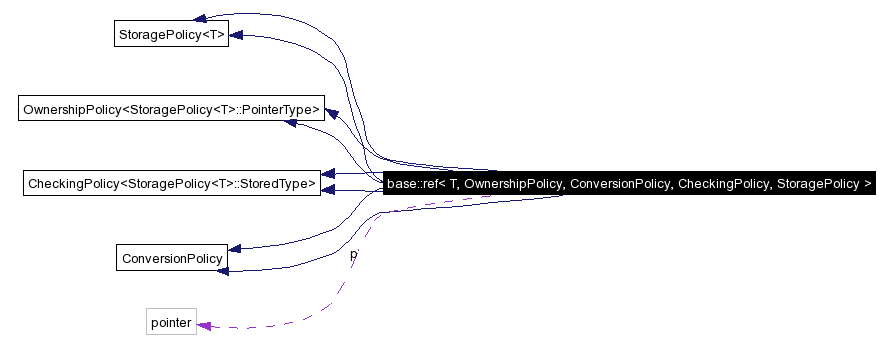 StoragePolicy<T>
OwnershipPolicy<StoragePolicy<T>::PointerType>
CheckingPolicy<StoragePolicy<T>::StoredType>
base::ref< T, OwnershipPolicy, ConversionPolicy, CheckingPolicy, StoragePolicy >
ConversionPolicy
p
pointer